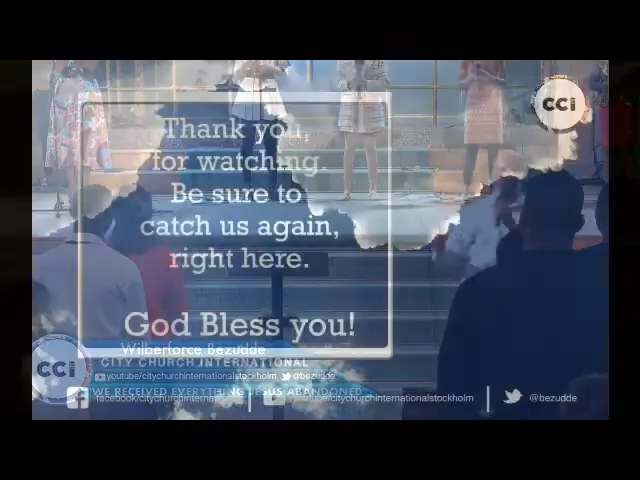 CCI
Thank you,
for watching.
Be sure to
catch us again,
right here.
God Bless you!
Wilberforce Bezudde
CCI
CITY CHURCH INTERNATIONAL
youtube/citychurchinternationalstockholm @bezudde
WE RECEIVED EVERYTHING JESUS ABANDONED
facebook/citychurchinternational youtube/citychurchinternationalstockholm @bezudde